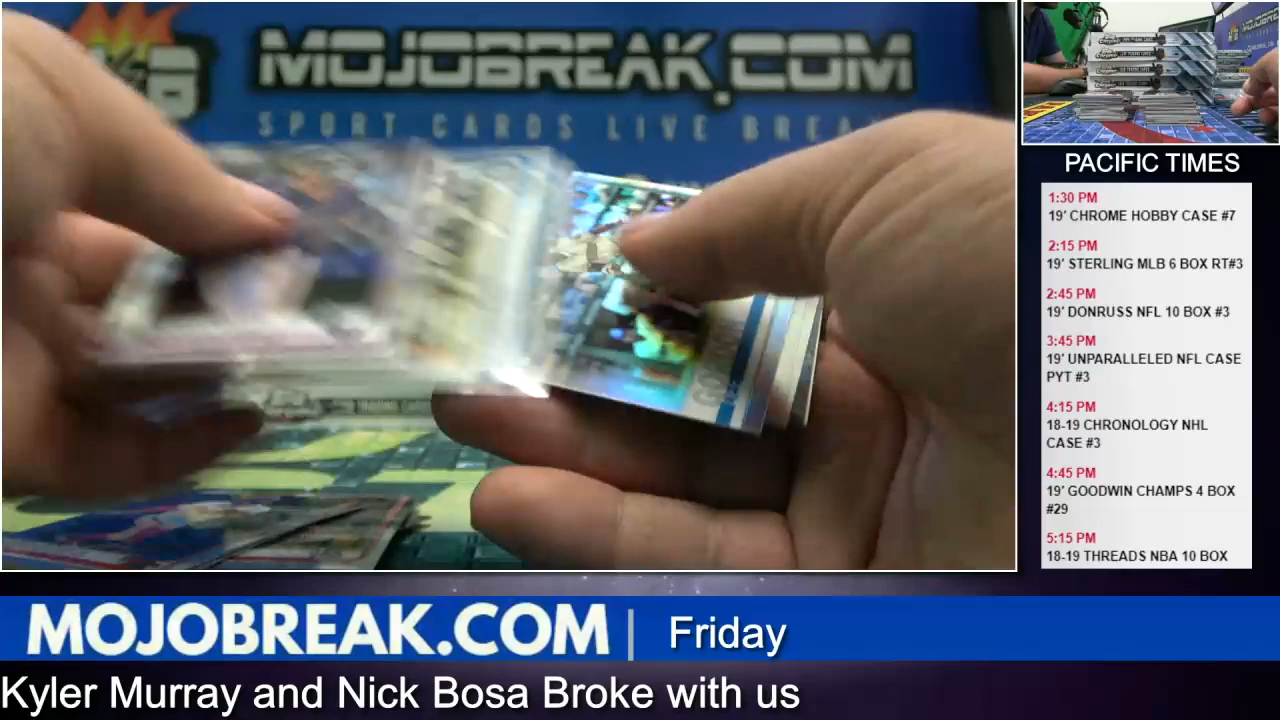 MOJOBREAK.COM
SPORT CARDS LIVE BREA
PACIFIC TIMES
1:30 PM
19' CHROME HOBBY CASE #7
2:15 PM
19' STERLING MLB 6 BOX RT#3
2:45 PM
19' DONRUSS NFL 10 BOX #3
3:45 PM
19' UNPARALLELED NFL CASE
PYT #3
4:15 PM
18-19 CHRONOLOGY NHL
CASE #3
4:45 PM
19' GOODWIN CHAMPS 4 BOX
#29
5:15 PM
18-19 THREADS NBA 10 BOX
MOJOBREAK.COM | Friday
Kyler Murray and Nick Bosa Broke with us